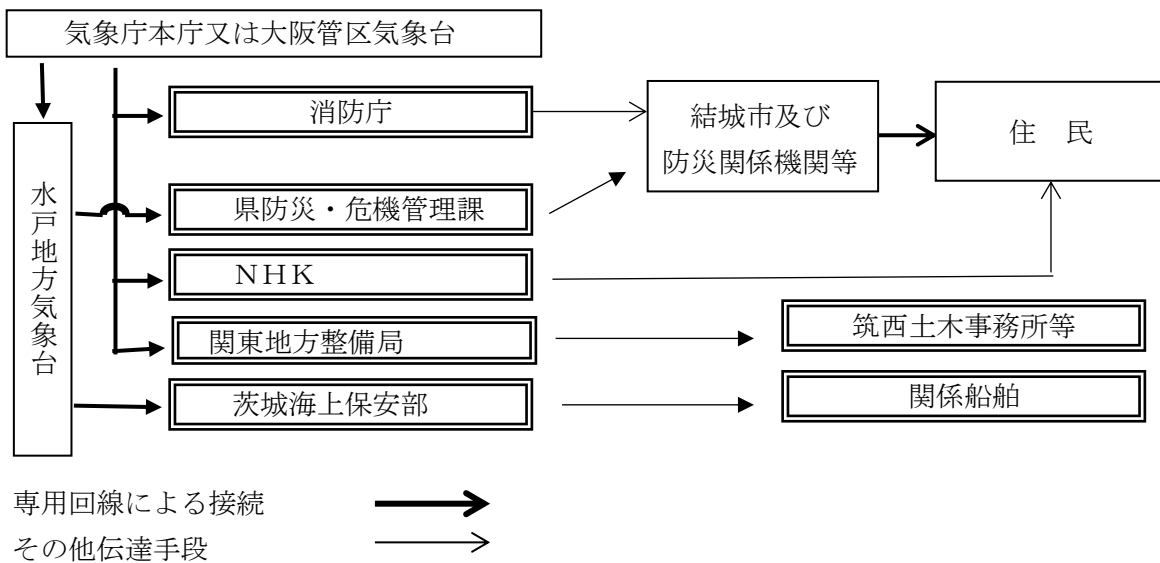 気象庁本庁又は大阪管区気象台
消防庁
結城市及び
防災関係機関等
住　民
水戸地方気象台
県防災・危機管理課
ＮＨＫ
関東地方整備局
筑西土木事務所等
茨城海上保安部
関係船舶
専用回線による接続
その他伝達手段